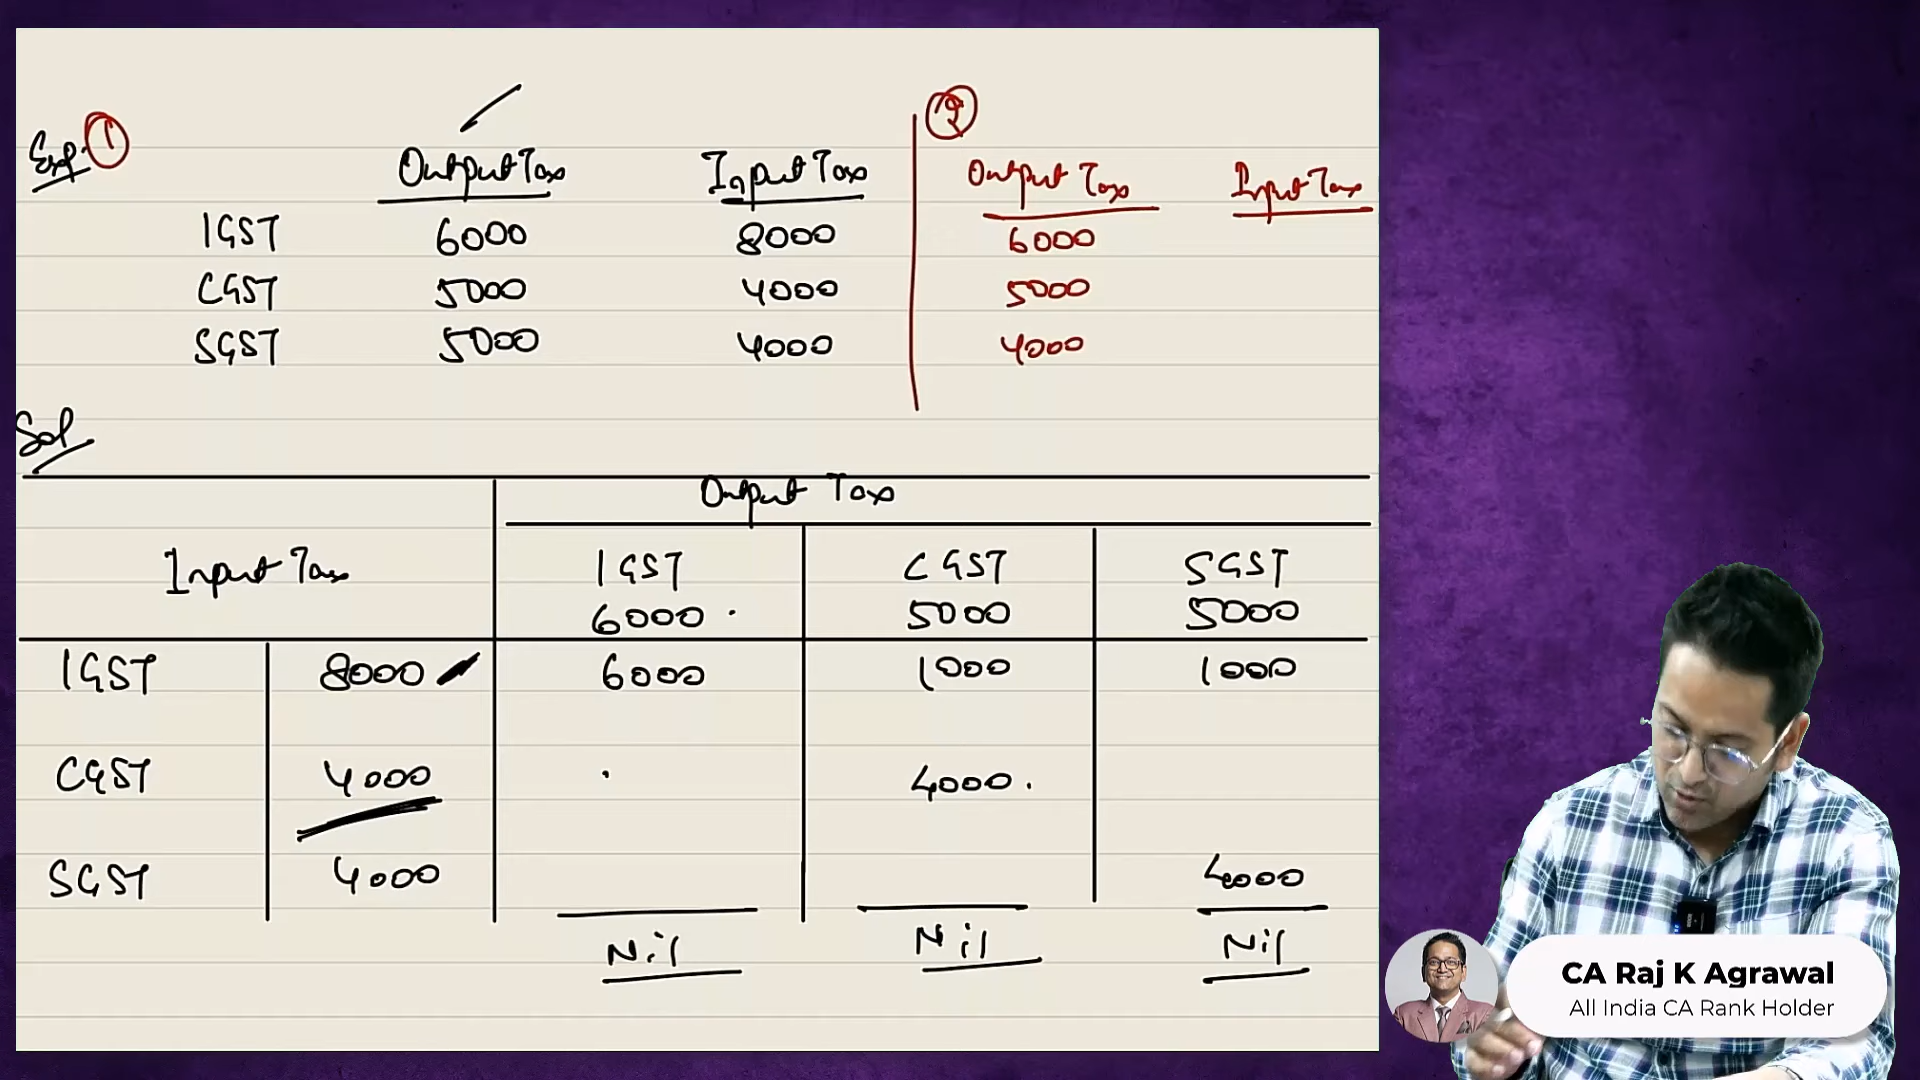 Exp. ①
Output Tax Input Tax
IGST 6000 8000
CGST 5000 4000
SGST 5000 4000
②
Output Tax Input Tax
6000
5000
4000
Sol
Output Tax
Input Tax IGST CGST SGST
6000 5000 5000
IGST 8000 6000 1000 1000
CGST 4000 4000
SGST 4000 4000
Nil Nil Nil
CA Raj K Agrawal
All India CA Rank Holder